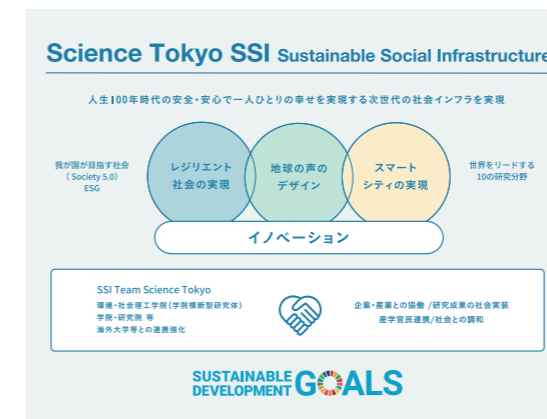 Science Tokyo SSI Sustainable Social Infrastructure
人生100年時代の安全・安心で一人ひとりの幸せを実現する次世代の社会インフラを実現
我が国が目指す社会
（Society 5.0）
ESG
レジリエント
社会の実現
地球の声の
デザイン
スマート
シティの実現
世界をリードする
10の研究分野
イノベーション
SSI Team Science Tokyo
環境・社会理工学院（学院横断型研究体）
学院・研究院 等
海外大学等との連携強化
企業・産業との協働 /研究成果の社会実装
産学官民連携/社会との調和
SUSTAINABLE
DEVELOPMENT
GOALS